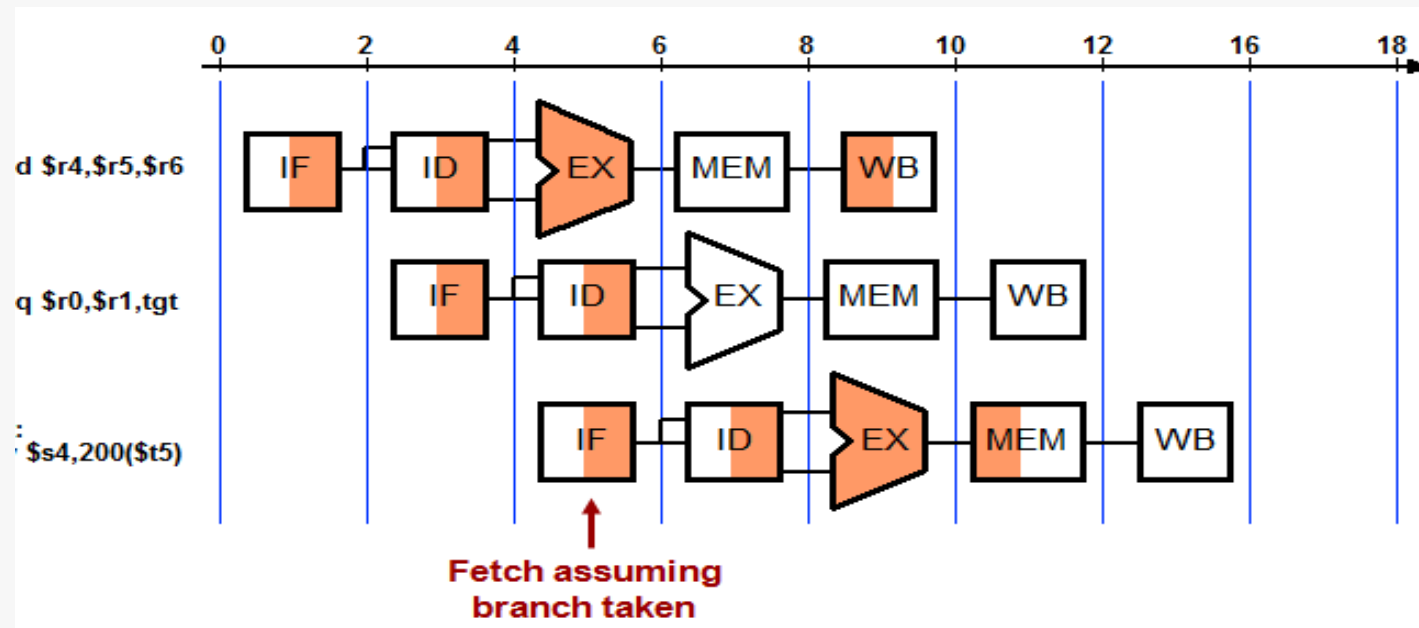 0 2 4 6 8 10 12 16 18
d $r4,$r5,$r6 IF ID EX MEM WB
q $r0,$r1,tgt IF ID EX MEM WB
$s4,200($t5) IF ID EX MEM WB
Fetch assuming
branch taken